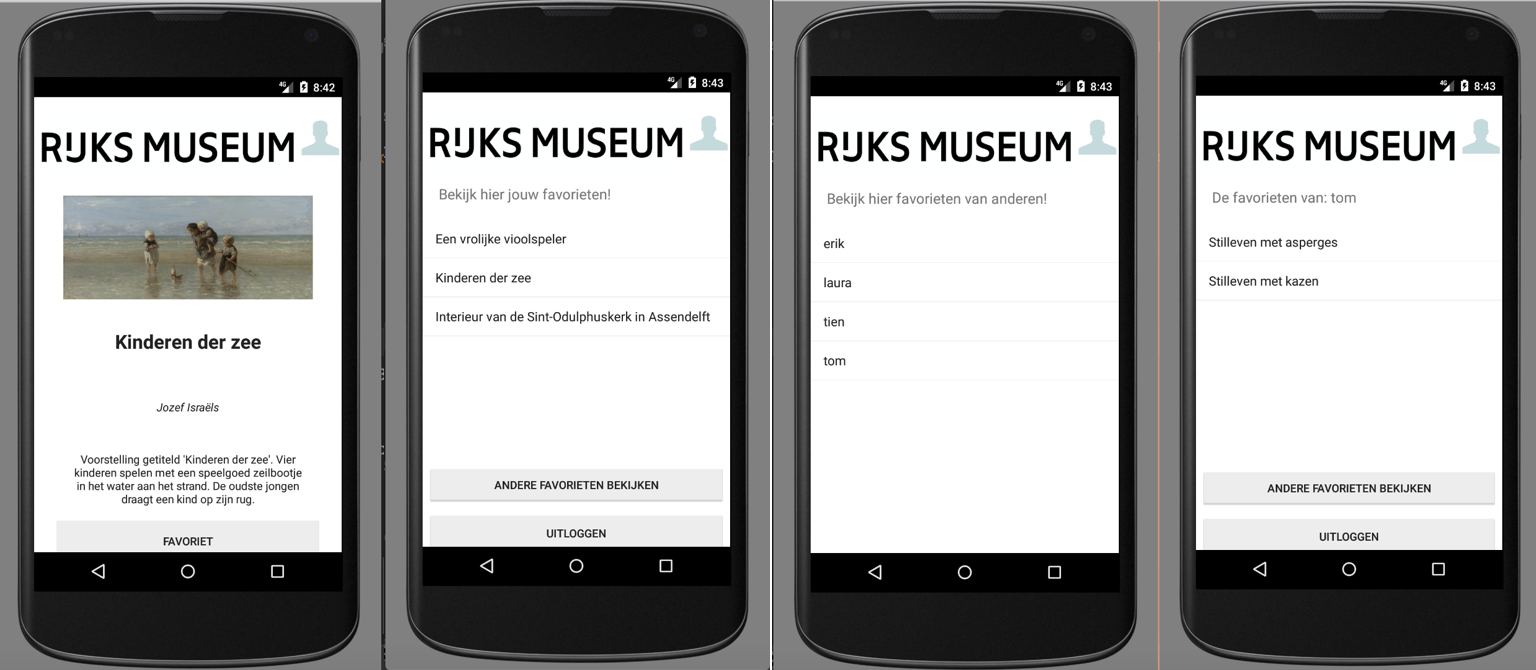 4G 8:42
RIJKS MUSEUM
Kinderen der zee
Jozef Israëls
Voorstelling getiteld 'Kinderen der zee'. Vier
kinderen spelen met een speelgoed zeilbootje
in het water aan het strand. De oudste jongen
draagt een kind op zijn rug.
FAVORIET
4G 8:43
RIJKS MUSEUM
Bekijk hier jouw favorieten!
Een vrolijke vioolspeler
Kinderen der zee
Interieur van de Sint-Odulphuskerk in Assendelft
ANDERE FAVORIETEN BEKIJKEN
UITLOGGEN
4G 8:43
RIJKS MUSEUM
Bekijk hier favorieten van anderen!
erik
laura
tien
tom
4G 8:43
RIJKS MUSEUM
De favorieten van: tom
Stilleven met asperges
Stilleven met kazen
ANDERE FAVORIETEN BEKIJKEN
UITLOGGEN